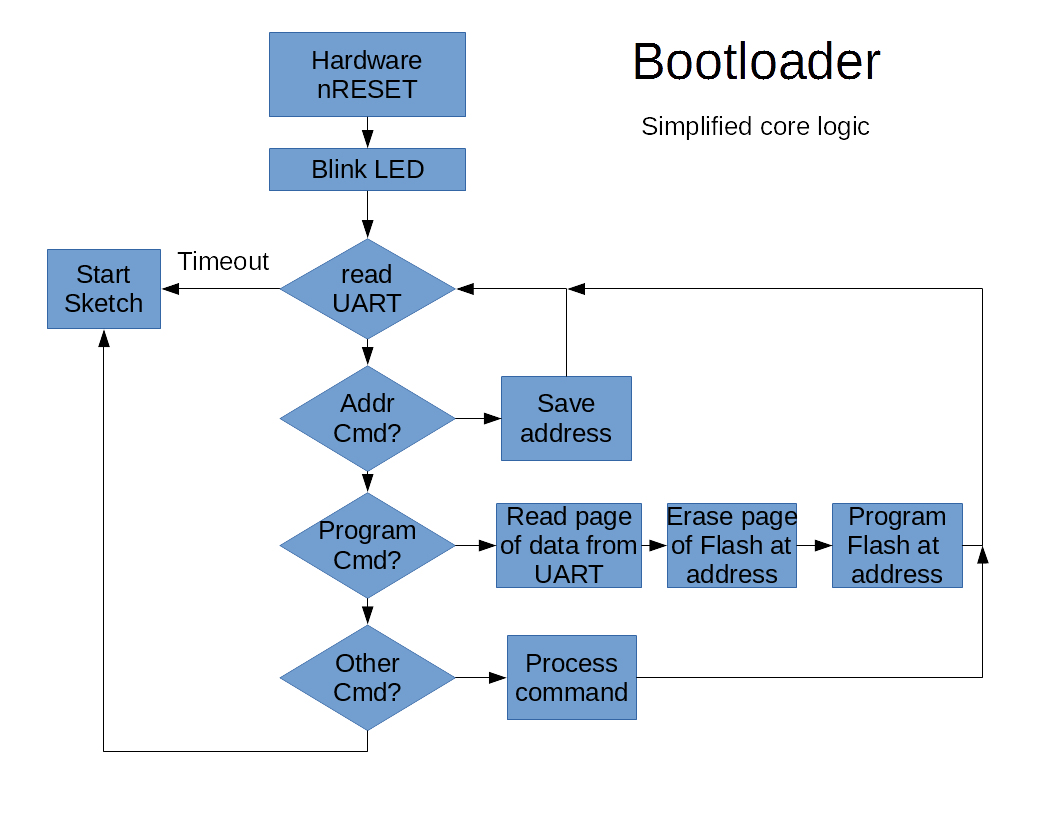 Bootloader
Simplified core logic
Hardware
nRESET
Blink LED
Timeout
Start
Sketch
read
UART
Addr
Cmd?
Save
address
Program
Cmd?
Read page
of data from
UART
Erase page
of Flash at
address
Program
Flash at
address
Other
Cmd?
Process
command